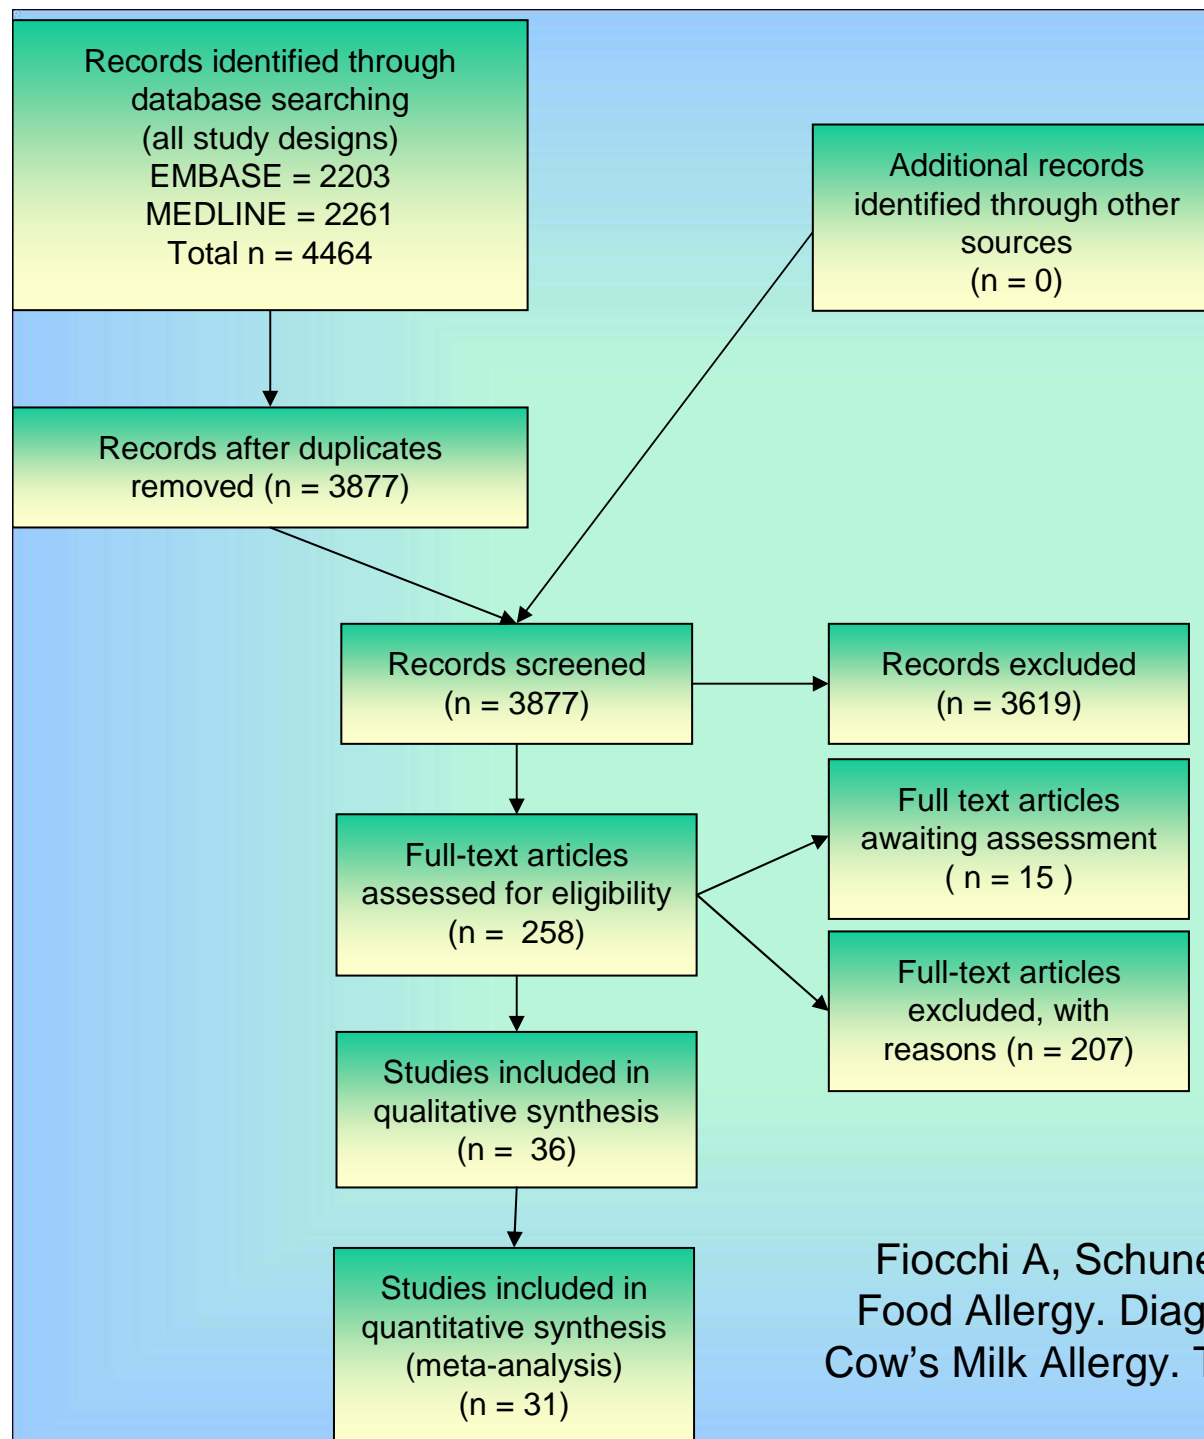 Records identified through
database searching
(all study designs)
EMBASE = 2203
MEDLINE = 2261
Total n = 4464
Additional records
identified through other
sources
(n = 0)
Records after duplicates
removed (n = 3877)
Records screened
(n = 3877)
Records excluded
(n = 3619)
Full-text articles
assessed for eligibility
(n = 258)
Full text articles
awaiting assessment
( n = 15 )
Full-text articles
excluded, with
reasons (n = 207)
Studies included in
qualitative synthesis
(n = 36)
Studies included in
quantitative synthesis
(meta-analysis)
(n = 31)
Fiocchi A,
Food Allergy.
Cow's Milk Allergy.